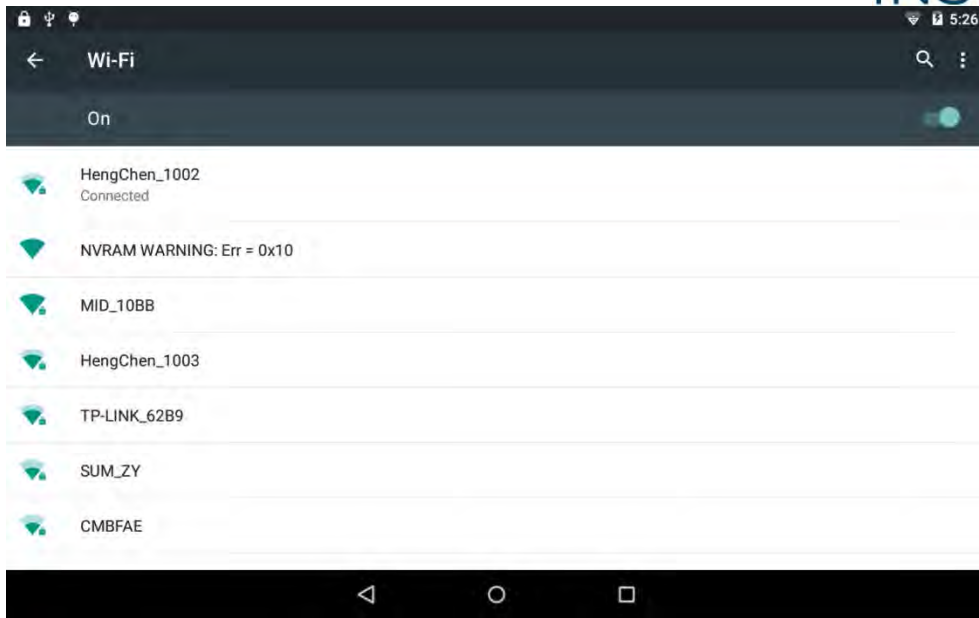 5:26
Wi-Fi
On
HengChen_1002
Connected
NVRAM WARNING: Err = 0x10
MID_10BB
HengChen_1003
TP-LINK_62B9
SUM_ZY
CMBFAE